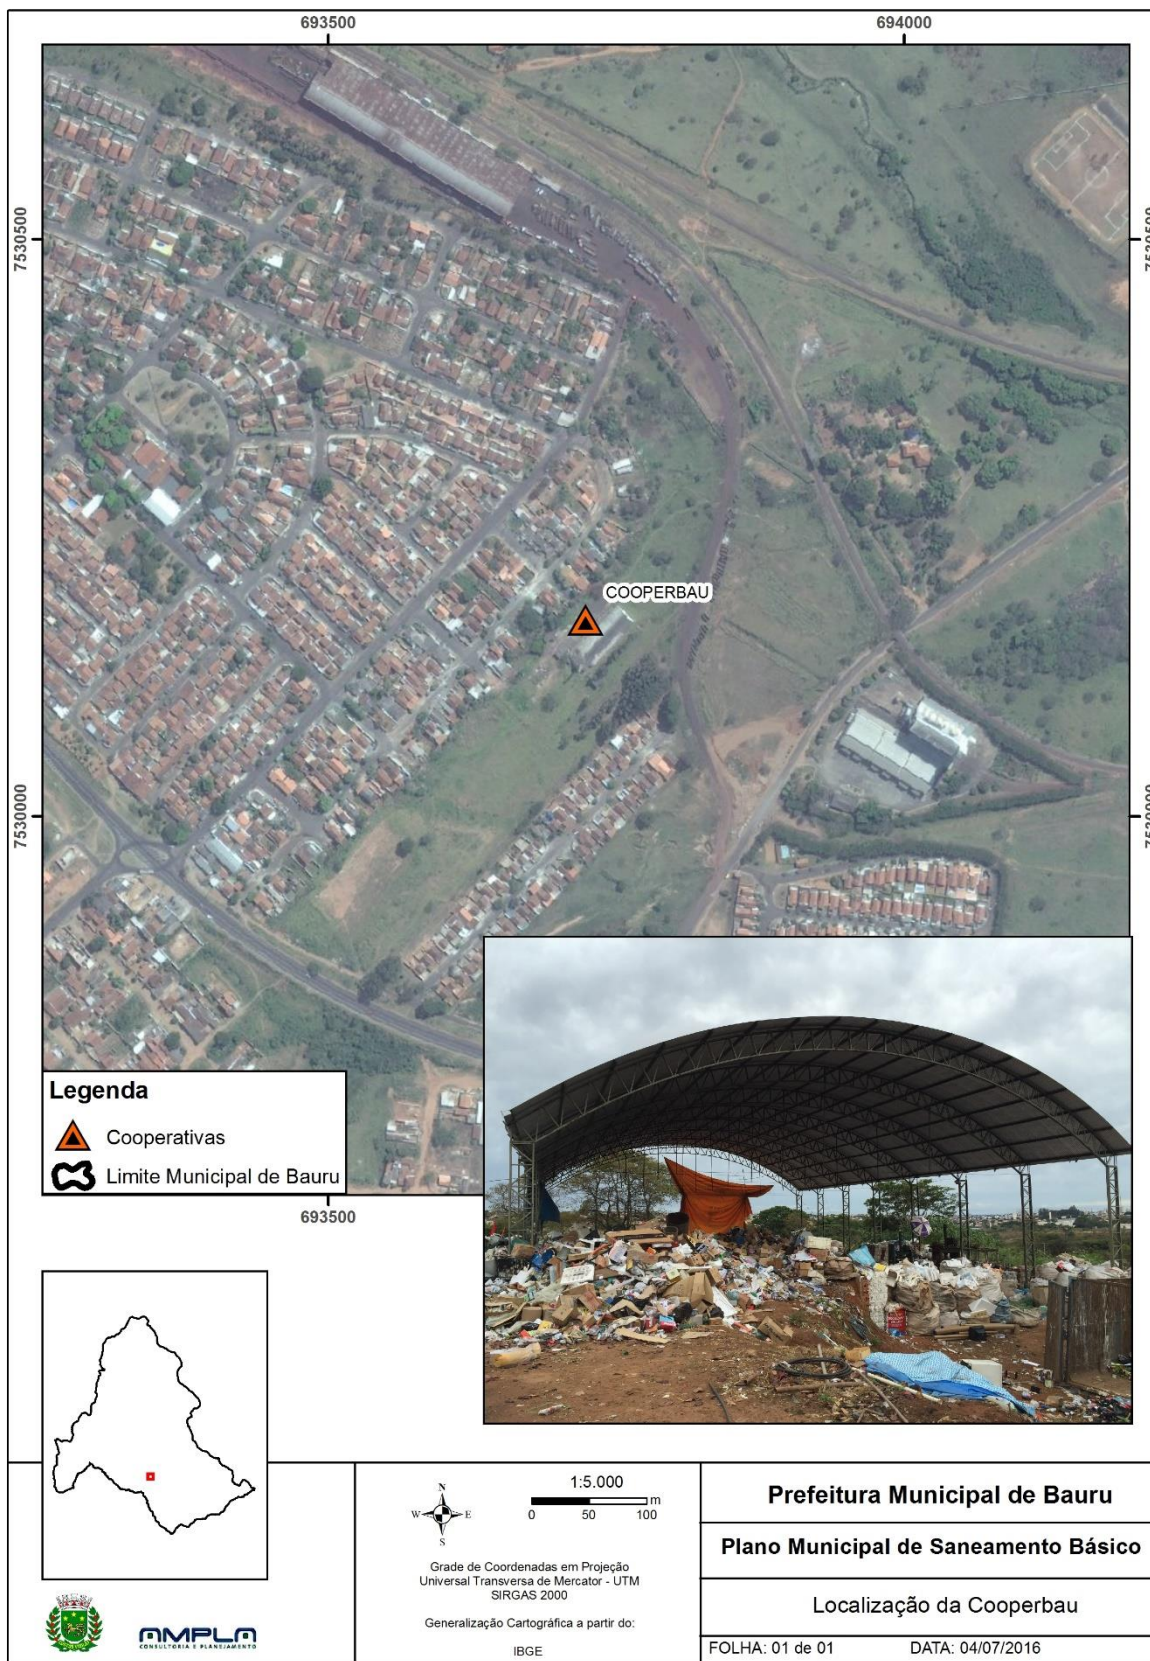 693500
694000
7530500
7530500
COOPERBAU
7530000
7530000
Legenda
Cooperativas
Limite Municipal de Bauru
693500
1:5.000
m
0 50 100
N
W E
S
Grade de Coordenadas em Projeção
Universal Transversa de Mercator - UTM
SIRGAS 2000
Generalização Cartográfica a partir do:
IBGE
AMPLA
CONSULTORIA E PLANEJAMENTO
Prefeitura Municipal de Bauru
Plano Municipal de Saneamento Básico
Localização da Cooperbau
FOLHA: 01 de 01 DATA: 04/07/2016